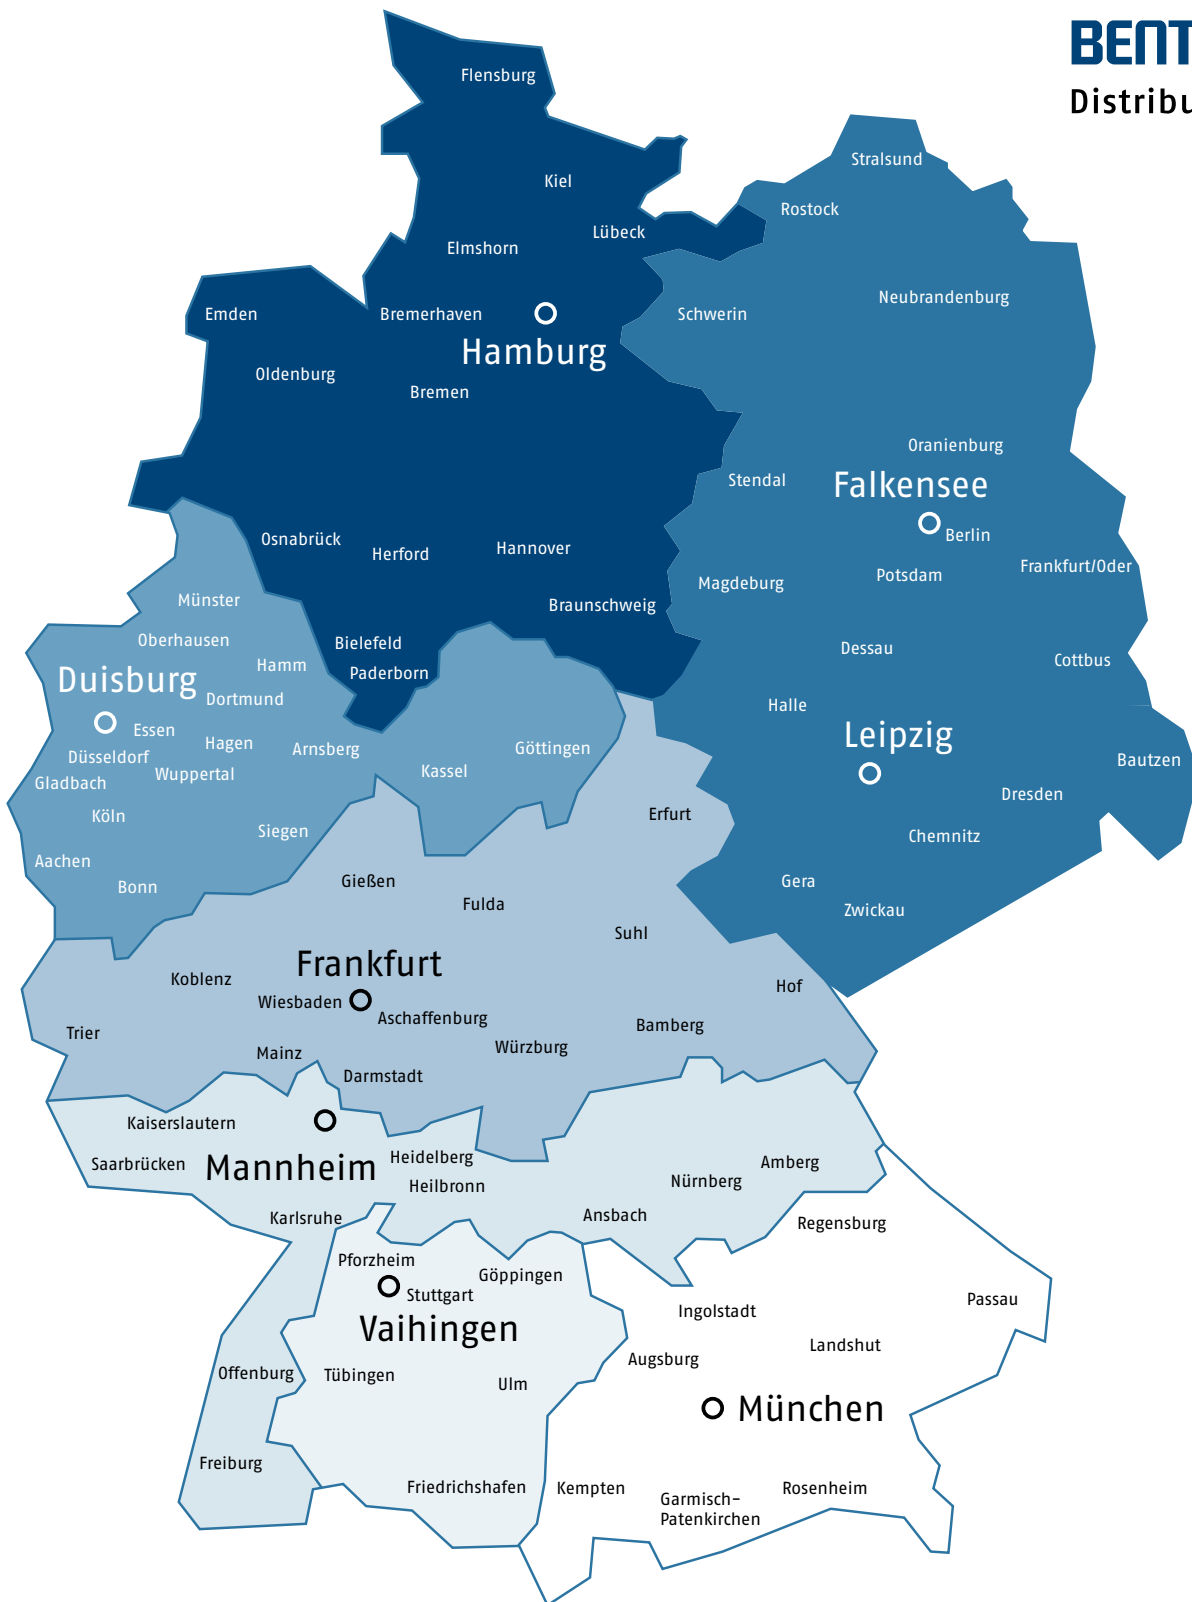 BENT
Distribu
Flensburg
Stralsund
Kiel
Rostock
Lübeck
Elmshorn
Neubrandenburg
Emden
Bremerhaven
Schwerin
Hamburg
Oldenburg
Bremen
Oranienburg
Stendal
Falkensee
Berlin
Osnabrück
Herford
Hannover
Frankfurt/Oder
Potsdam
Magdeburg
Münster
Braunschweig
Oberhausen
Bielefeld
Dessau
Hamm
Cottbus
Paderborn
Duisburg
Dortmund
Halle
Essen
Leipzig
Hagen
Arnsberg
Göttingen
Düsseldorf
Bautzen
Wuppertal
Kassel
Gladbach
Dresden
Köln
Erfurt
Siegen
Chemnitz
Aachen
Gießen
Gera
Bonn
Fulda
Zwickau
Suhl
Frankfurt
Koblenz
Hof
Wiesbaden
Aschaffenburg
Bamberg
Trier
Würzburg
Mainz
Darmstadt
Kaiserslautern
Heidelberg
Saarbrücken
Mannheim
Amberg
Nürnberg
Heilbronn
Ansbach
Karlsruhe
Regensburg
Pforzheim
Göppingen
Stuttgart
Passau
Ingolstadt
Vaihingen
Landshut
Augsburg
Offenburg
Tübingen
Ulm
München
Freiburg
Friedrichshafen
Kempten
Rosenheim
Garmisch-
Patenkirchen